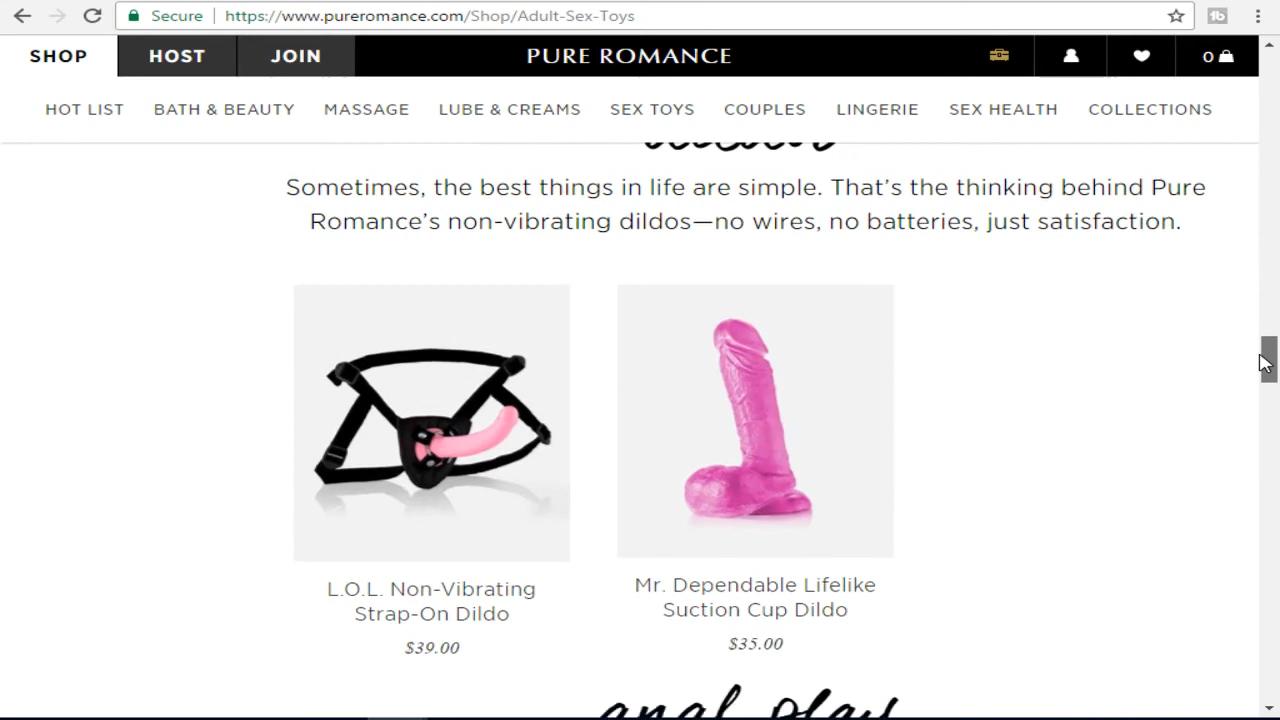 Secure https://www.pureromance.com/Shop/Adult-Sex-Toys
SHOP HOST JOIN PURE ROMANCE 0
HOT LIST BATH & BEAUTY MASSAGE LUBE & CREAMS SEX TOYS COUPLES LINGERIE SEX HEALTH COLLECTIONS
Sometimes, the best things in life are simple. That's the thinking behind Pure
Romance's non-vibrating dildos—no wires, no batteries, just satisfaction.
L.O.L. Non-Vibrating
Strap-On Dildo
$39.00
Mr. Dependable Lifelike
Suction Cup Dildo
$35.00
anal play